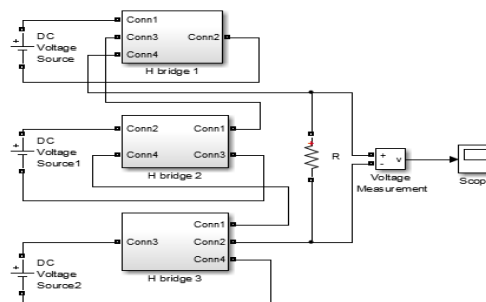 Conn1
Conn3
Conn4
Conn2
H bridge 1
DC
Voltage
Source
Conn2
Conn4
Conn1
Conn3
H bridge 2
DC
Voltage
Source1
R
+
-
v
Voltage
Measurement
Scop
Conn3
Conn1
Conn2
Conn4
H bridge 3
DC
Voltage
Source2